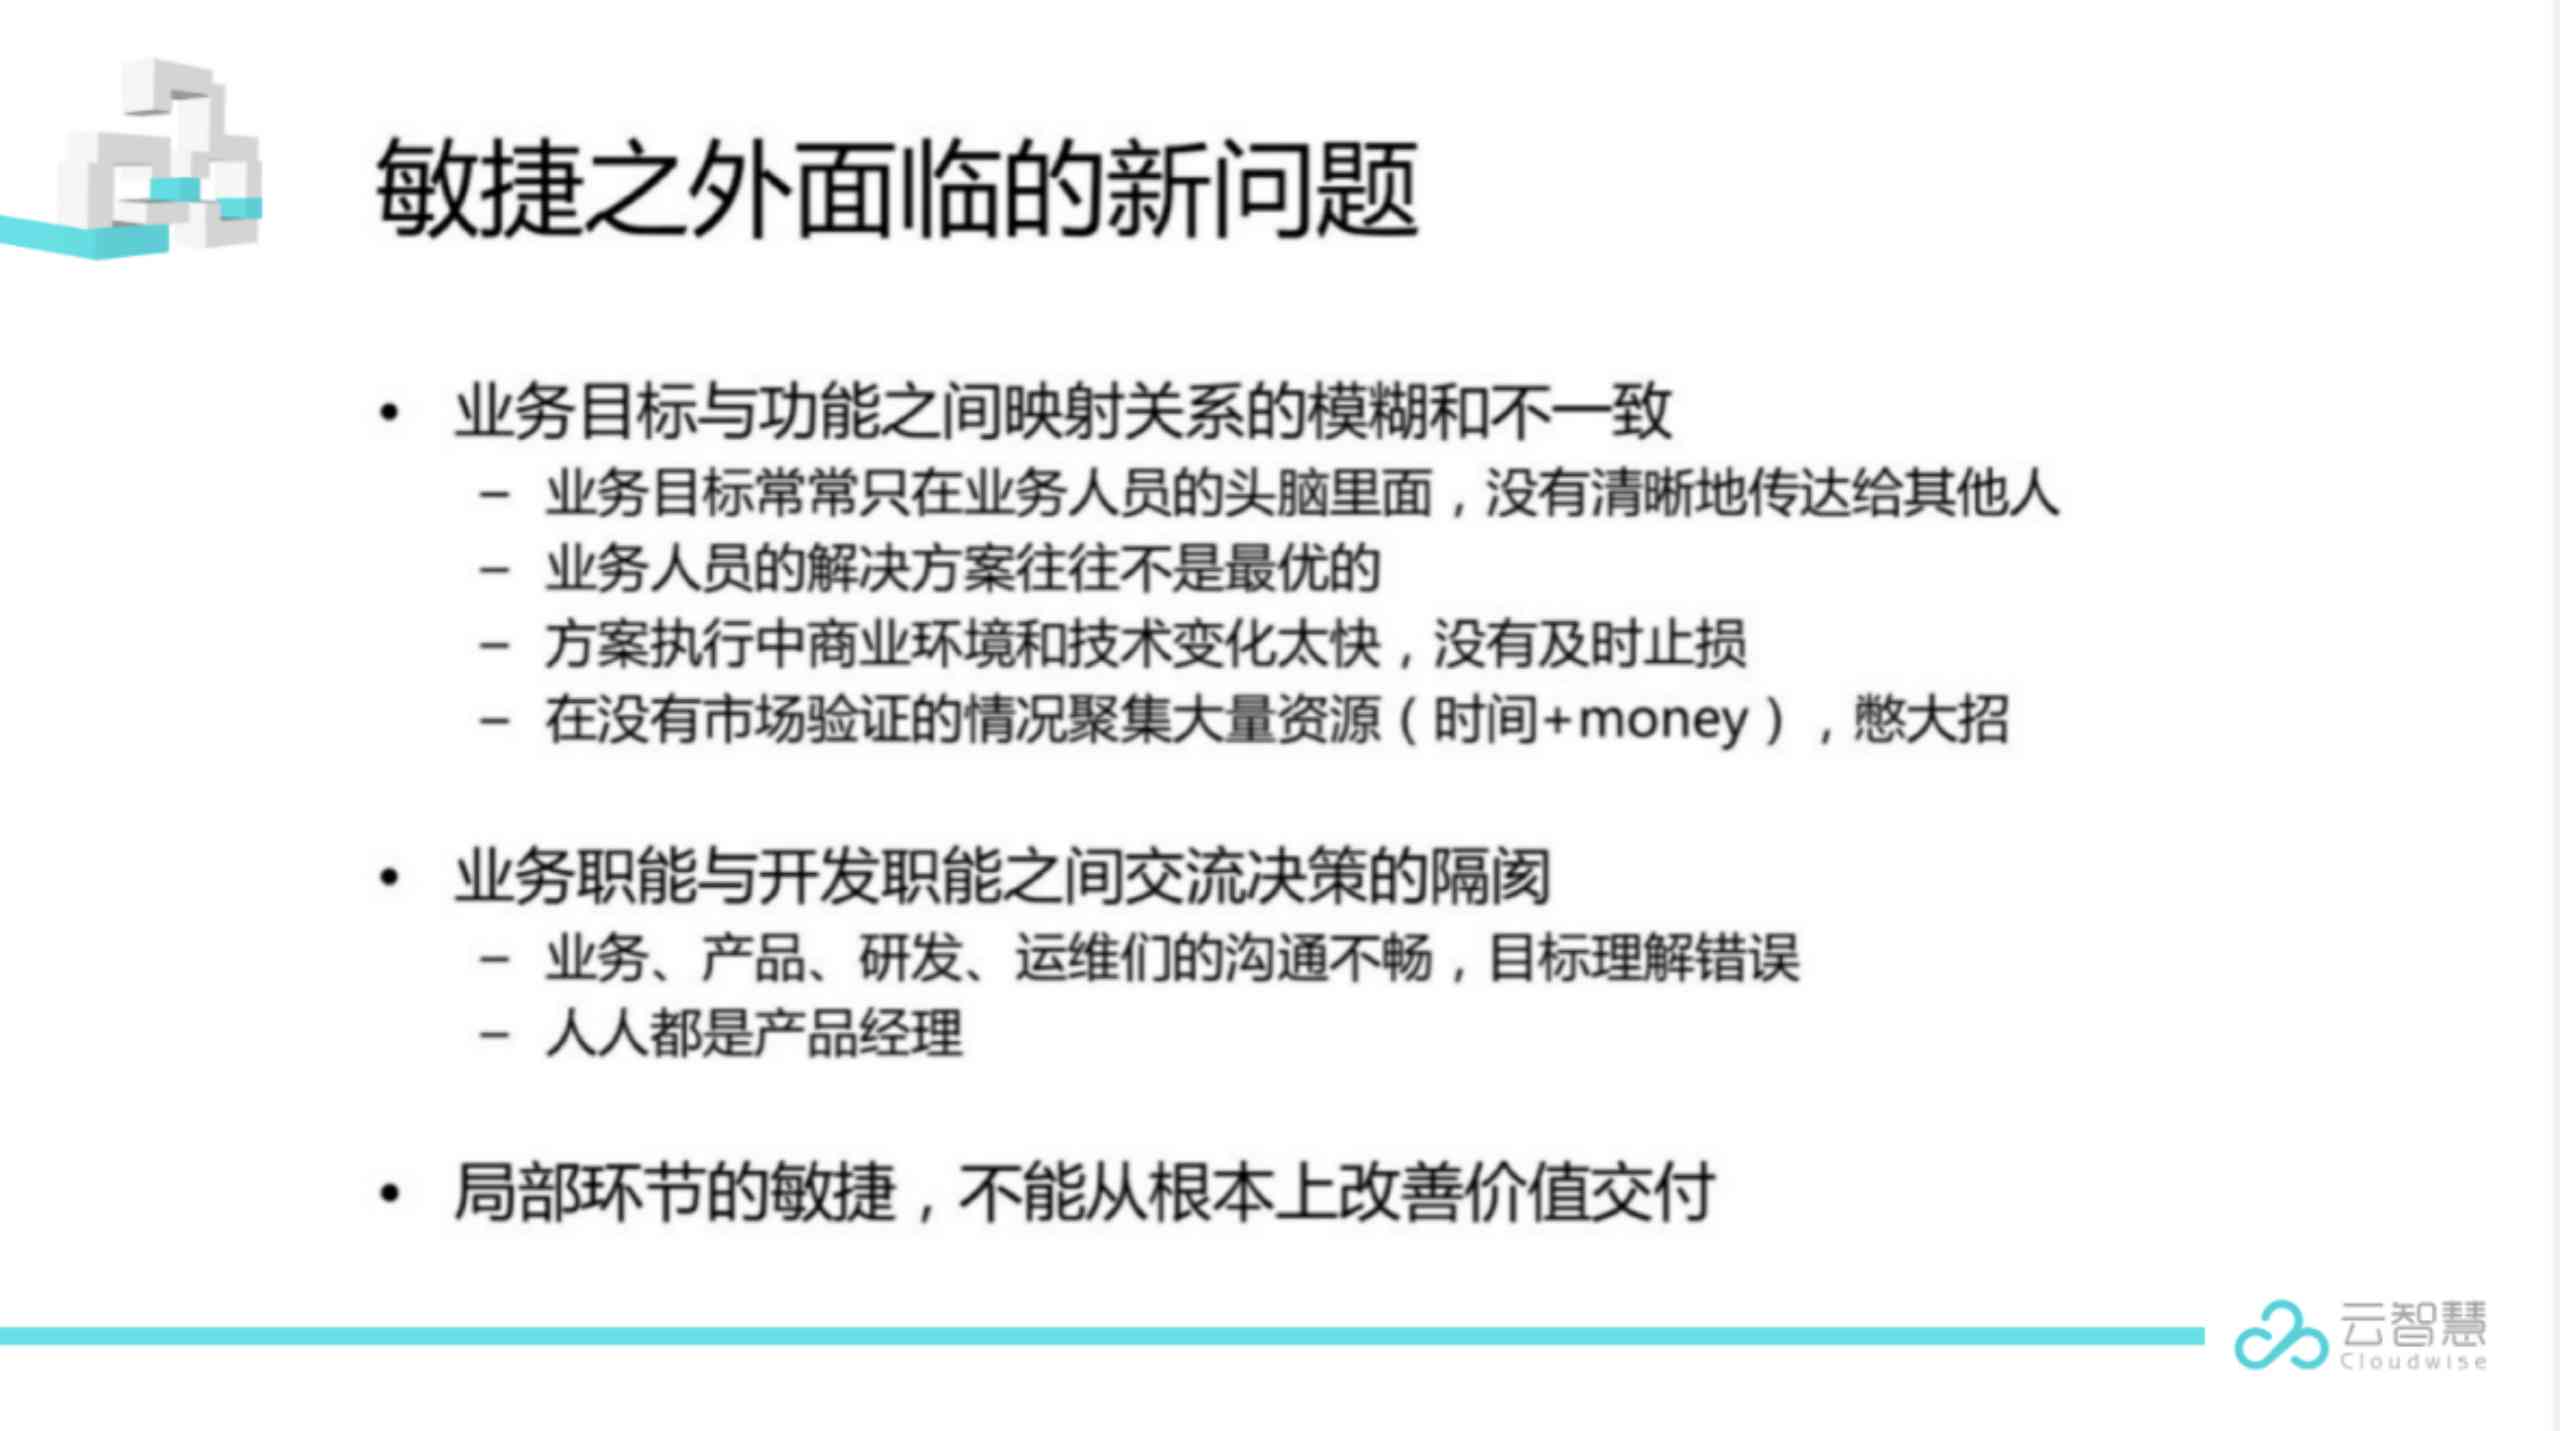 敏捷之外面临的新问题
• 业务目标与功能之间映射关系的模糊和不一致
– 业务目标常常只在业务人员的头脑里面，没有清晰地传达给其他人
– 业务人员的解决方案往往不是最优的
– 方案执行中商业环境和技术变化太快，没有及时止损
– 在没有市场验证的情况聚集大量资源（时间+money），憋大招
• 业务职能与开发职能之间交流决策的隔阂
– 业务、产品、研发、运维们的沟通不畅，目标理解错误
– 人人都是产品经理
• 局部环节的敏捷，不能从根本上改善价值交付
云智慧
Cloudwise